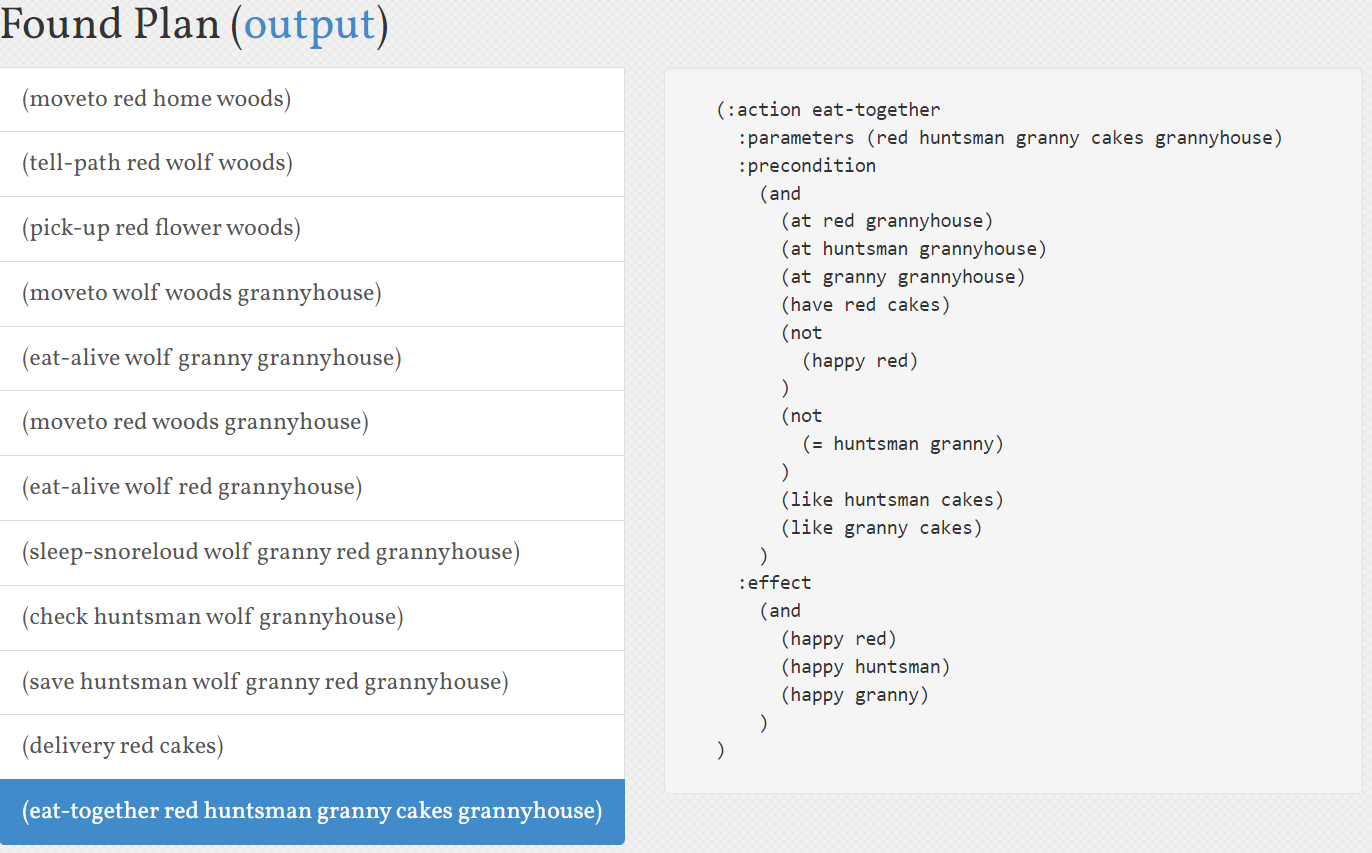 Found Plan (output)
(moveto red home woods)
(tell-path red wolf woods)
(pick-up red flower woods)
(moveto wolf woods grannyhouse)
(eat-alive wolf granny grannyhouse)
(moveto red woods grannyhouse)
(eat-alive wolf red grannyhouse)
(sleep-snoreloud wolf granny red grannyhouse)
(check huntsman wolf grannyhouse)
(save huntsman wolf granny red grannyhouse)
(delivery red cakes)
(eat-together red huntsman granny cakes grannyhouse)
(:action eat-together
:parameters (red huntsman granny cakes grannyhouse)
:precondition
(and
(at red grannyhouse)
(at huntsman grannyhouse)
(at granny grannyhouse)
(have red cakes)
(not
(happy red)
)
(not
(= huntsman granny)
)
(like huntsman cakes)
(like granny cakes)
)
:effect
(and
(happy red)
(happy huntsman)
(happy granny)
)
)